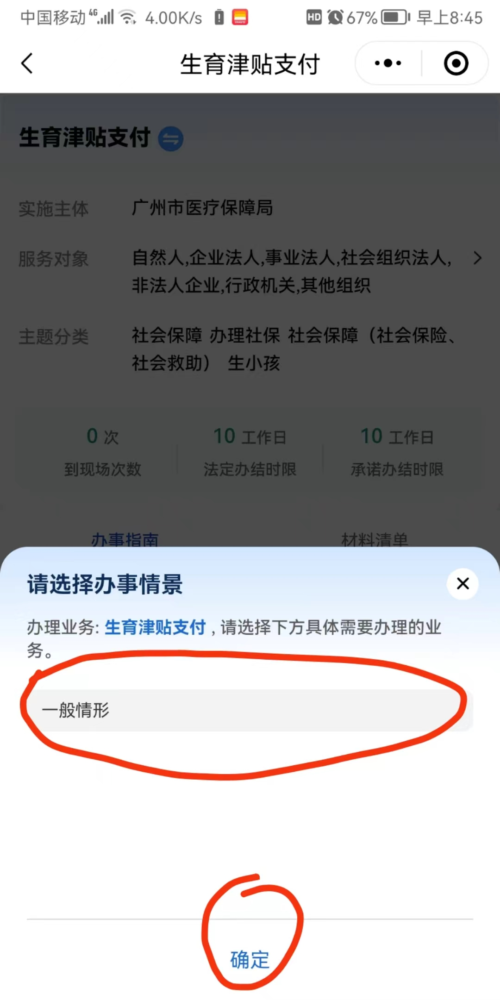 中国移动 4G 4.00K/s HD 67% 早上8:45
生育津贴支付
生育津贴支付
实施主体 广州市医疗保障局
服务对象 自然人,企业法人,事业法人,社会组织法人,
非法人企业,行政机关,其他组织
主题分类 社会保障 办理社保 社会保障（社会保险、
社会救助） 生小孩
0 次 10 工作日 10 工作日
到现场次数 法定办结时限 承诺办结时限
办事指南 材料清单
请选择办事情景
办理业务: 生育津贴支付 , 请选择下方具体需要办理的业
务。
一般情形
确定